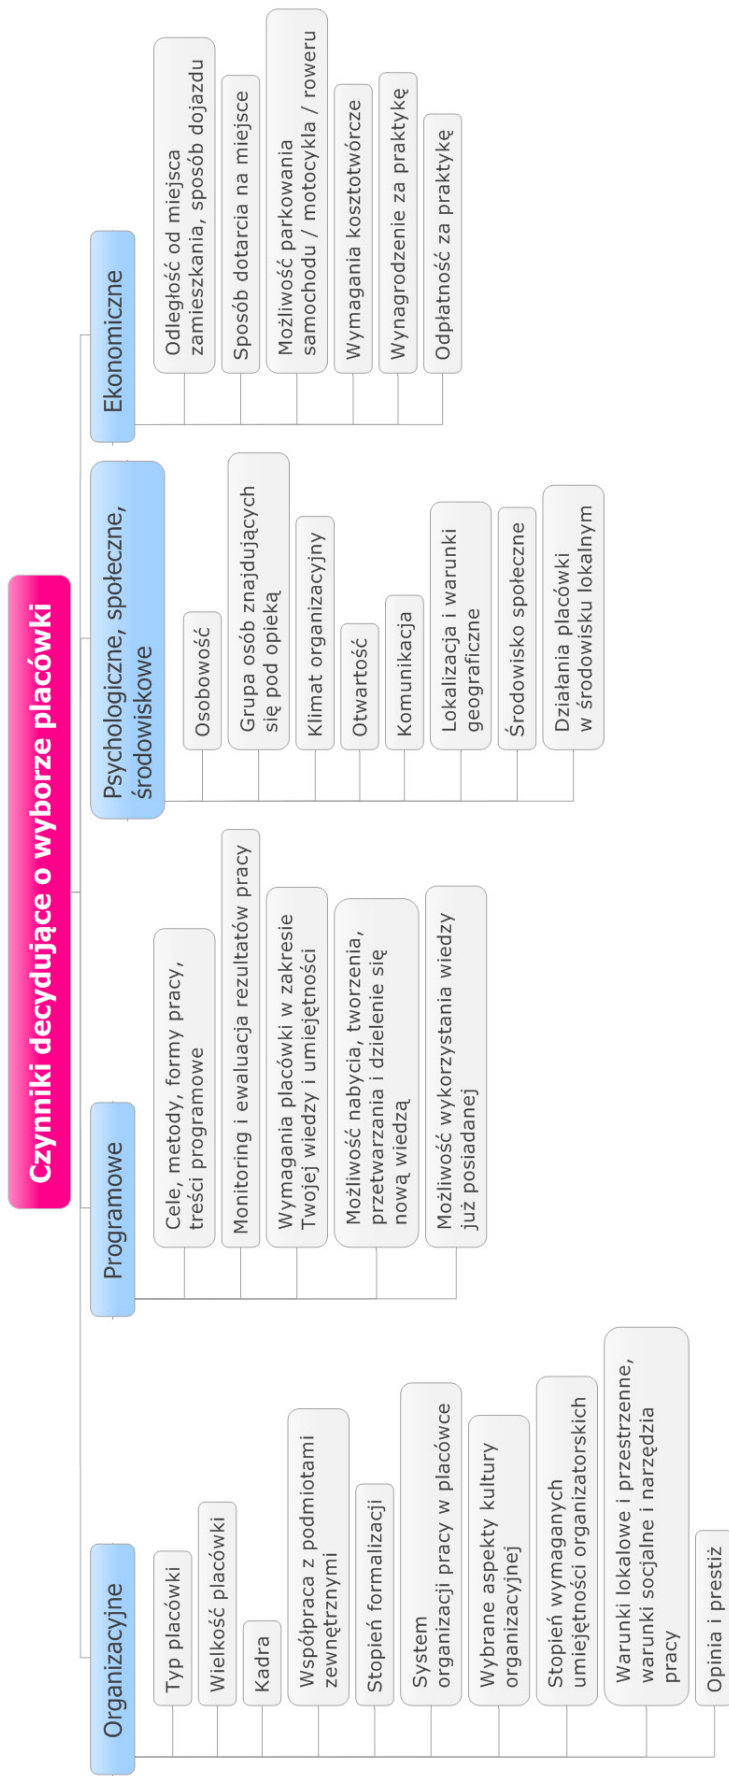 Czynniki decydujące o wyborze placówki
Organizacyjne
Typ placówki
Wielkość placówki
Kadra
Współpraca z podmiotami
zewnętrznymi
Stopień formalizacji
System
organizacji pracy w placówce
Wybrane aspekty kultury
organizacyjnej
Stopień wymaganych
umiejętności organizatorskich
Warunki lokalowe i przestrzenne,
warunki socjalne i narzędzia
pracy
Opinia i prestiż
Programowe
Cele, metody, formy pracy,
treści programowe
Monitoring i ewaluacja rezultatów pracy
Wymagania placówki w zakresie
Twojej wiedzy i umiejętności
Możliwość nabycia, tworzenia,
przetwarzania i dzielenie się
nową wiedzą
Możliwość wykorzystania wiedzy
już posiadanej
Psychologiczne, społeczne,
środowiskowe
Osobowość
Grupa osób znajdujących
się pod opieką
Klimat organizacyjny
Otwartość
Komunikacja
Lokalizacja i warunki
geograficzne
Środowisko społeczne
Działania placówki
w środowisku lokalnym
Ekonomiczne
Odległość od miejsca
zamieszkania, sposób dojazdu
Sposób dotarcia na miejsce
Możliwość parkowania
samochodu / motocykla / roweru
Wymagania kosztotwórcze
Wynagrodzenie za praktykę
Odpłatność za praktykę